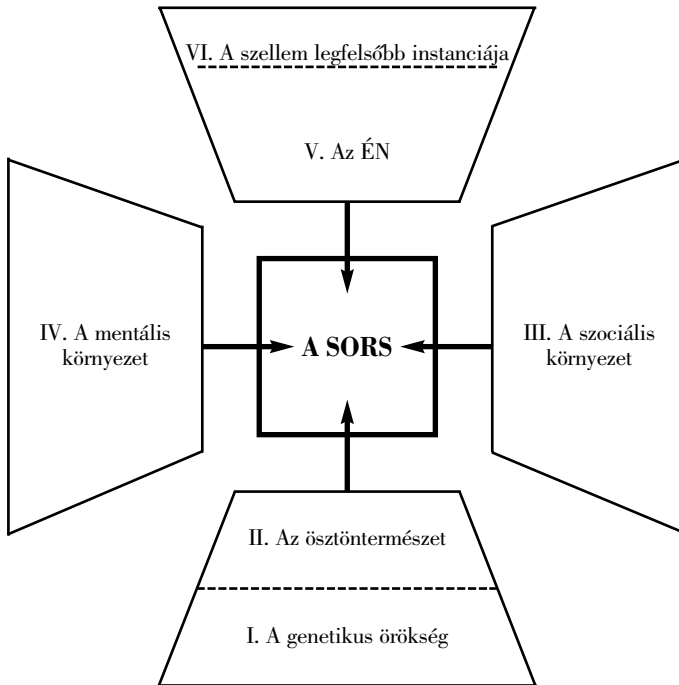 VI. A szellem legfelsőbb instanciája
V. Az ÉN
IV. A mentális
környezet
A SORS
III. A szociális
környezet
II. Az ösztöntermészet
I. A genetikus örökség